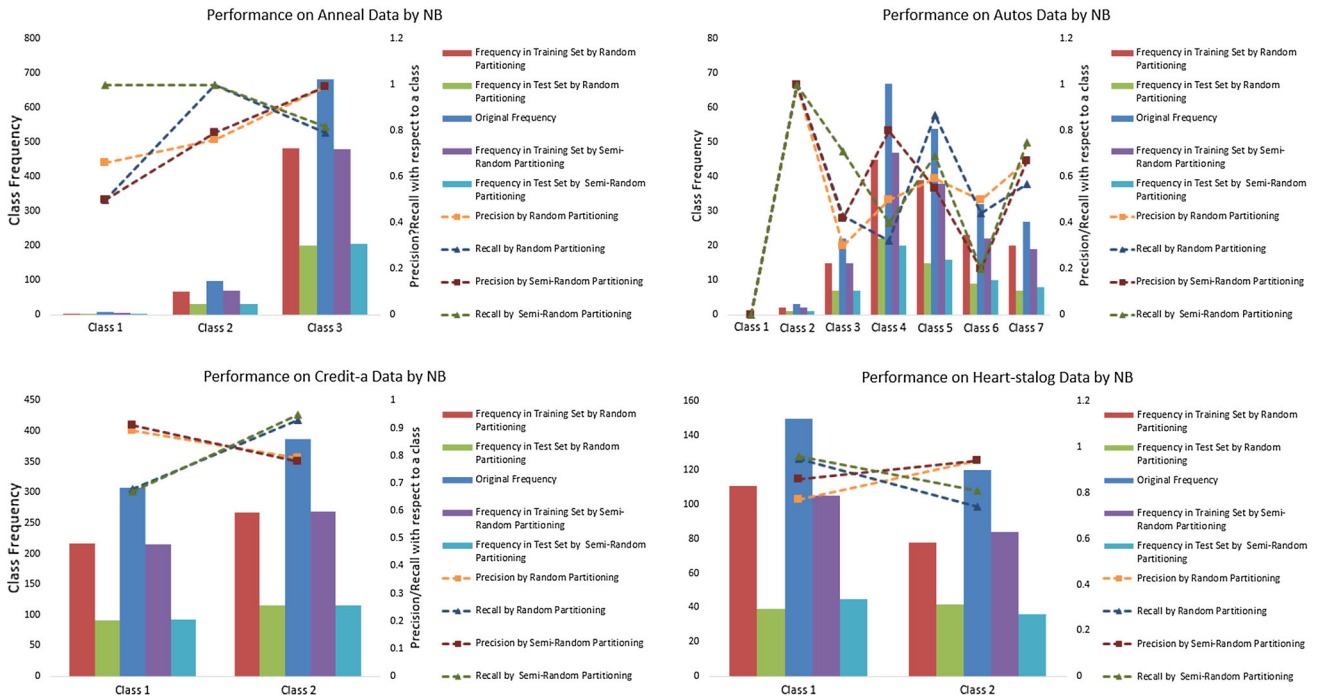 Performance on Anneal Data by NB
800
700
600
500
400
300
200
100
0
Class Frequency
Class 1
Class 2
Class 3
1.2
1
0.8
0.6
0.4
0.2
0
Precision?Recall with respect to a class
Frequency in Training Set by Random
Partitioning
Frequency in Test Set by Random
Partitioning
Original Frequency
Frequency in Training Set by Semi-
Random Partitioning
Frequency in Test Set by Semi-Random
Partitioning
Precision by Random Partitioning
Recall by Random Partitioning
Precision by Semi-Random Partitioning
Recall by Semi-Random Partitioning
Performance on Autos Data by NB
80
70
60
50
40
30
20
10
0
Class Frequency
Class 1
Class 2
Class 3
Class 4
Class 5
Class 6
Class 7
1.2
1
0.8
0.6
0.4
0.2
0
Precision/Recall with respect to a class
Frequency in Training Set by Random
Partitioning
Frequency in Test Set by Random
Partitioning
Original Frequency
Frequency in Training Set by Semi-
Random Partitioning
Frequency in Test Set by Semi-Random
Partitioning
Precision by Random Partitioning
Recall by Random Partitioning
Precision by Semi-Random Partitioning
Recall by Semi-Random Partitioning
Performance on Credit-a Data by NB
450
400
350
300
250
200
150
100
50
0
Class Frequency
Class 1
Class 2
1
0.9
0.8
0.7
0.6
0.5
0.4
0.3
0.2
0.1
0
Precision/Recall with respect to a class
Frequency in Training Set by Random
Partitioning
Frequency in Test Set by Random
Partitioning
Original Frequency
Frequency in Training Set by Semi-
Random Partitioning
Frequency in Test Set by Semi-Random
Partitioning
Precision by Random Partitioning
Recall by Random Partitioning
Precision by Semi-Random Partitioning
Recall by Semi-Random Partitioning
Performance on Heart-stalog Data by NB
160
140
120
100
80
60
40
20
0
Class 1
Class 2
1.2
1
0.8
0.6
0.4
0.2
0
Frequency in Training Set by Random
Partitioning
Frequency in Test Set by Random
Partitioning
Original Frequency
Frequency in Training Set by Semi-
Random Partitioning
Frequency in Test Set by Semi-Random
Partitioning
Precision by Random Partitioning
Recall by Random Partitioning
Precision by Semi-Random Partitioning
Recall by Semi-Random Partitioning